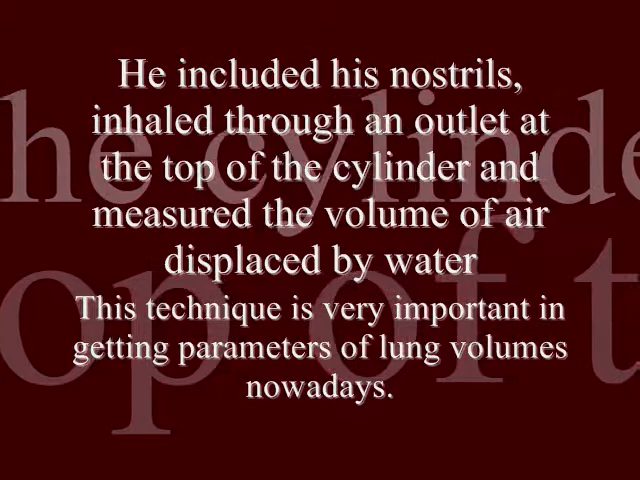 He included his nostrils,
inhaled through an outlet at
the top of the cylinder and
measured the volume of air
displaced by water
This technique is very important in
getting parameters of lung volumes
nowadays.
he cylinde
op of t